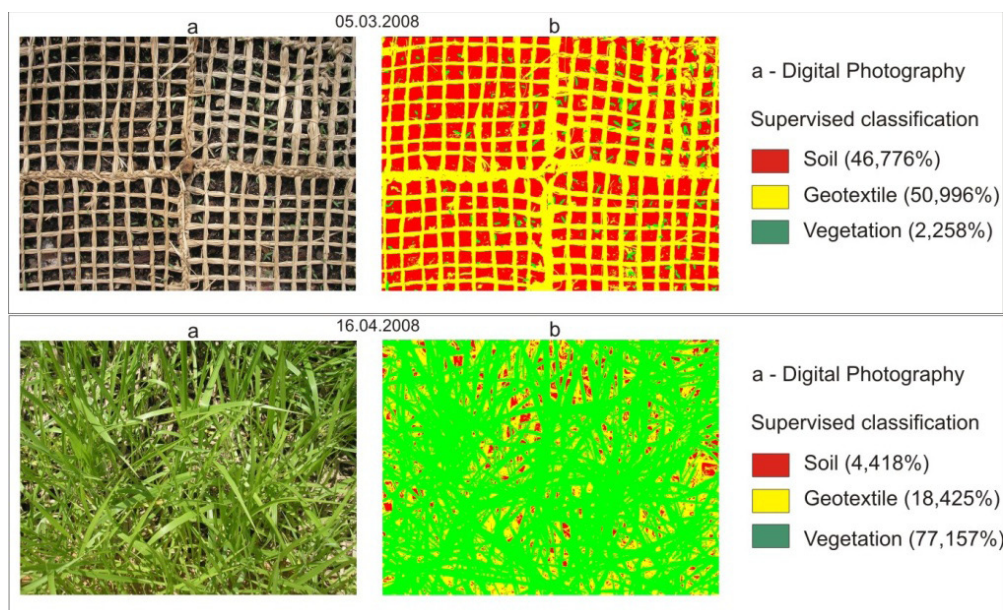 05.03.2008
a
b
a - Digital Photography
Supervised classification
Soil (46,776%)
Geotextile (50,996%)
Vegetation (2,258%)
16.04.2008
a
b
a - Digital Photography
Supervised classification
Soil (4,418%)
Geotextile (18,425%)
Vegetation (77,157%)